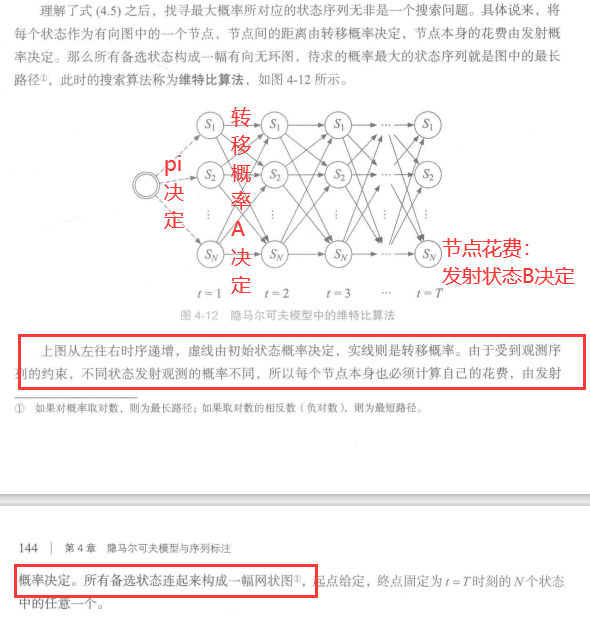 理解了式 (4.5) 之后，找寻最大概率所对应的状态序列无非是一个搜索问题。具体说来，将
每个状态作为有向图中的一个节点，节点间的距离由转移概率决定，节点本身的花费由发射概
率决定。那么所有备选状态构成一幅有向无环图，待求的概率最大的状态序列就是图中的最长
路径①，此时的搜索算法称为维特比算法，如图 4-12 所示。
S1 S2 SN
S1 S2 SN
S1 S2 SN
... ... ...
S1 S2 SN
pi决定
转移概率A决定
节点花费：
发射状态B决定
t = 1 t = 2 t = 3 ... t = T
图 4-12 隐马尔可夫模型中的维特比算法
上图从左往右时序递增，虚线由初始状态概率决定，实线则是转移概率。由于受到观测序
列的约束，不同状态发射观测的概率不同，所以每个节点本身也必须计算自己的花费，由发射
① 如果对概率取对数，则为最长路径；如果取对数的相反数（负对数），则为最短路径。
144 | 第 4 章 隐马尔可夫模型与序列标注
概率决定。所有备选状态连起来构成一幅网状图①，起点给定，终点固定为 t = T 时刻的 N 个状态
中的任意一个。